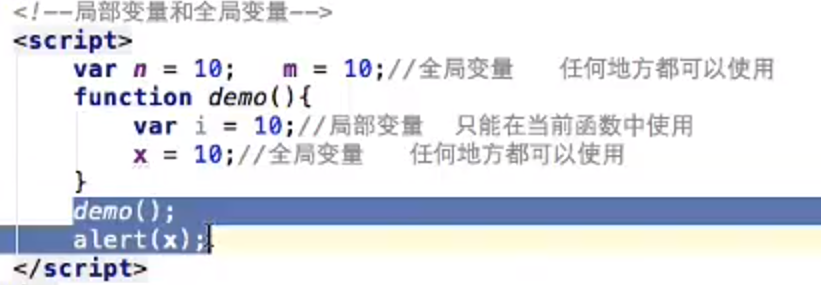 <!--局部变量和全局变量-->
<script>
var n = 10; m = 10;//全局变量 任何地方都可以使用
function demo(){
var i = 10;//局部变量 只能在当前函数中使用
x = 10;//全局变量 任何地方都可以使用
}
demo();
alert(x);
</script>